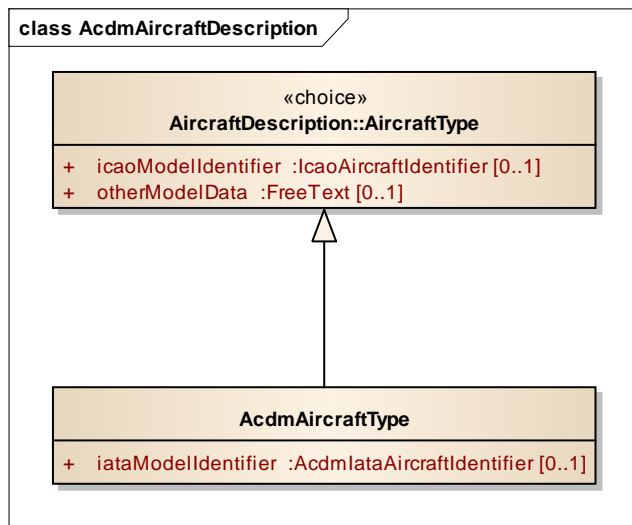 class AcdmAircraftDescription
«choice»
AircraftDescription::AircraftType
+ icaoModelIdentifier :IcaoAircraftIdentifier [0..1]
+ otherModelData :FreeText [0..1]
AcdmAircraftType
+ iataModelIdentifier :AcdmIataAircraftIdentifier [0..1]